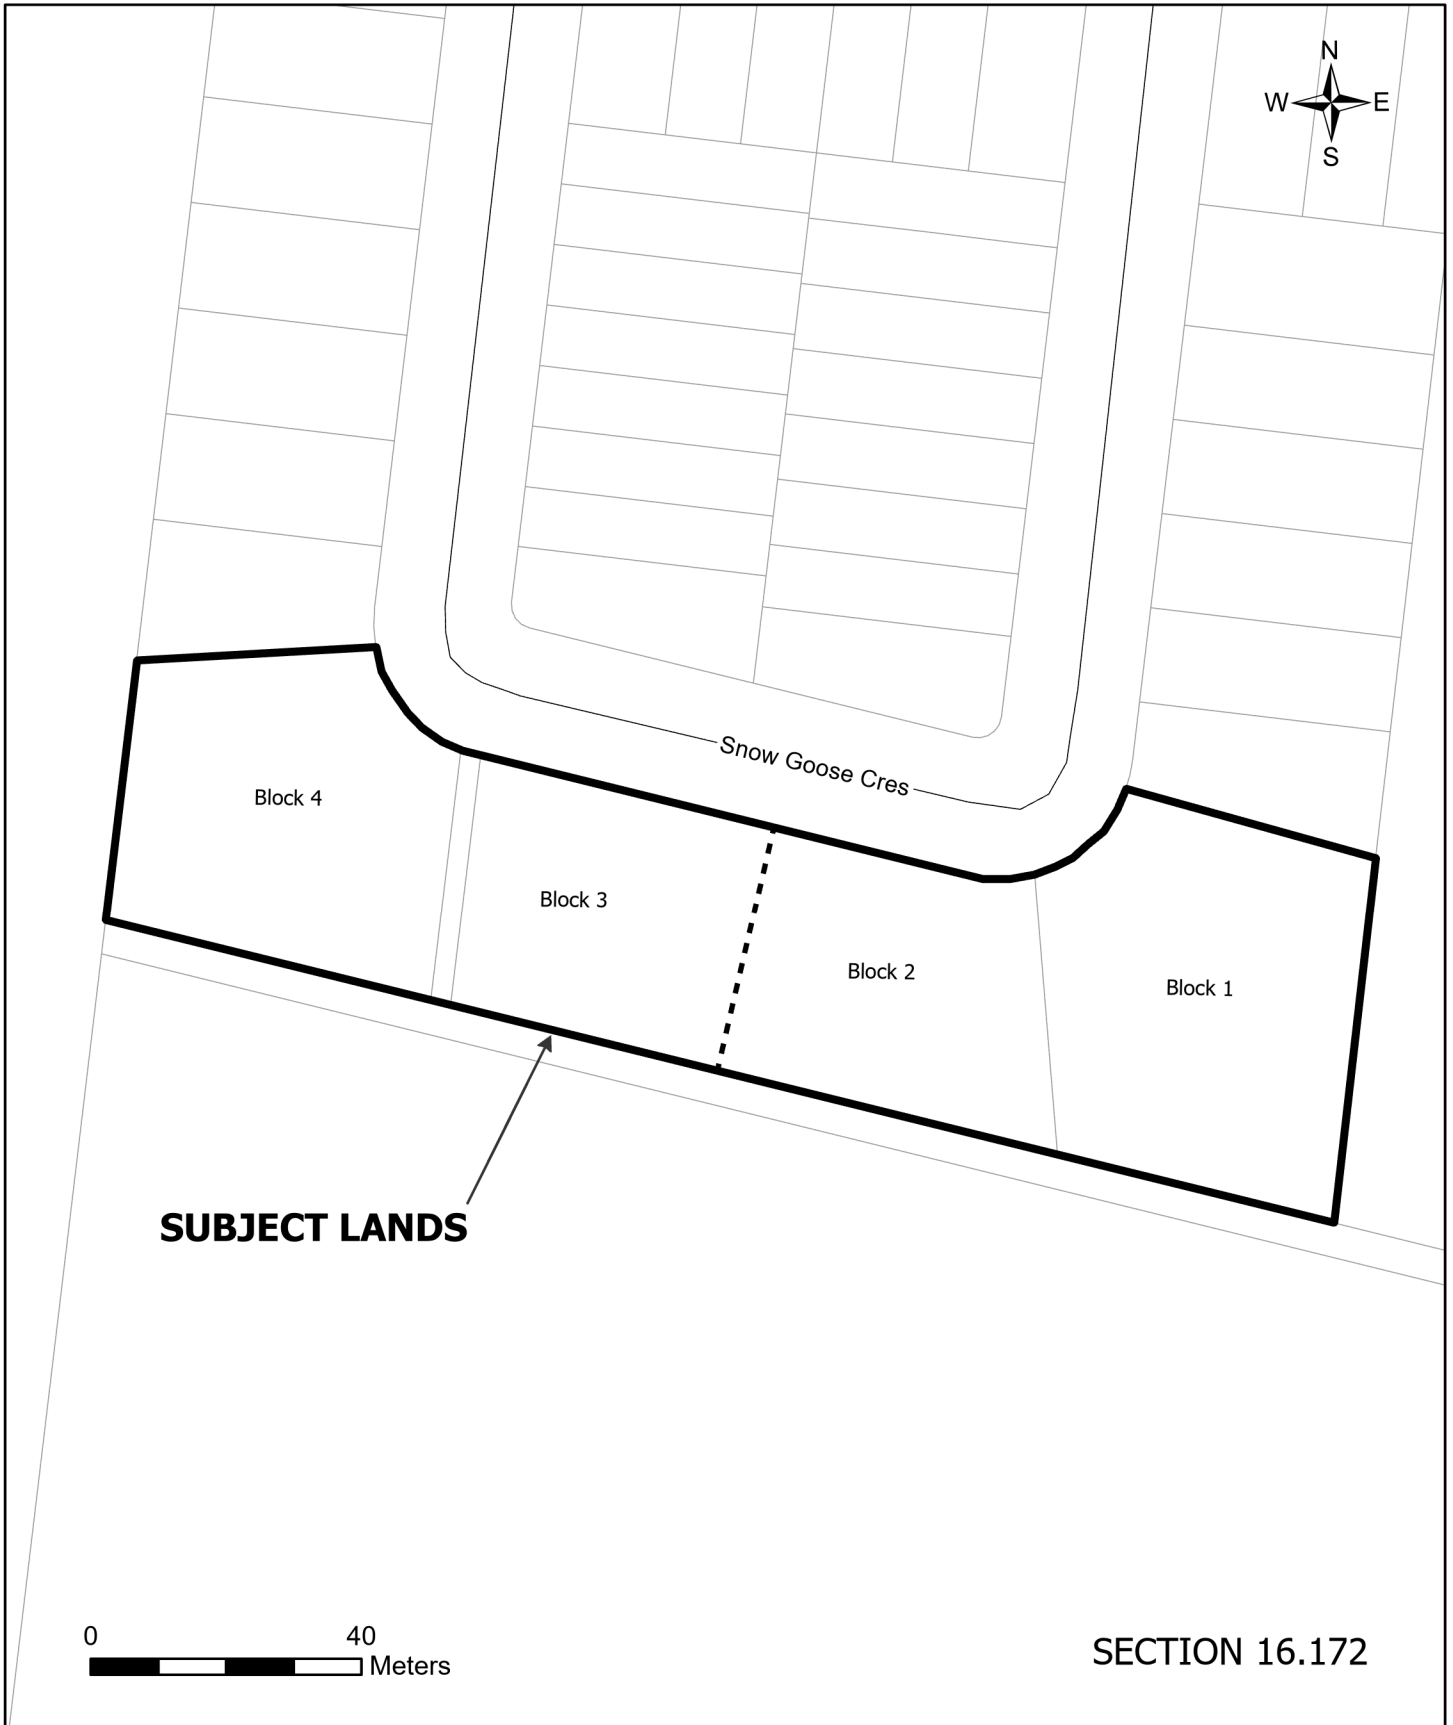 N
W E
S
Snow Goose Cres
Block 4
Block 3
Block 2
Block 1
SUBJECT LANDS
0 40
Meters
SECTION 16.172